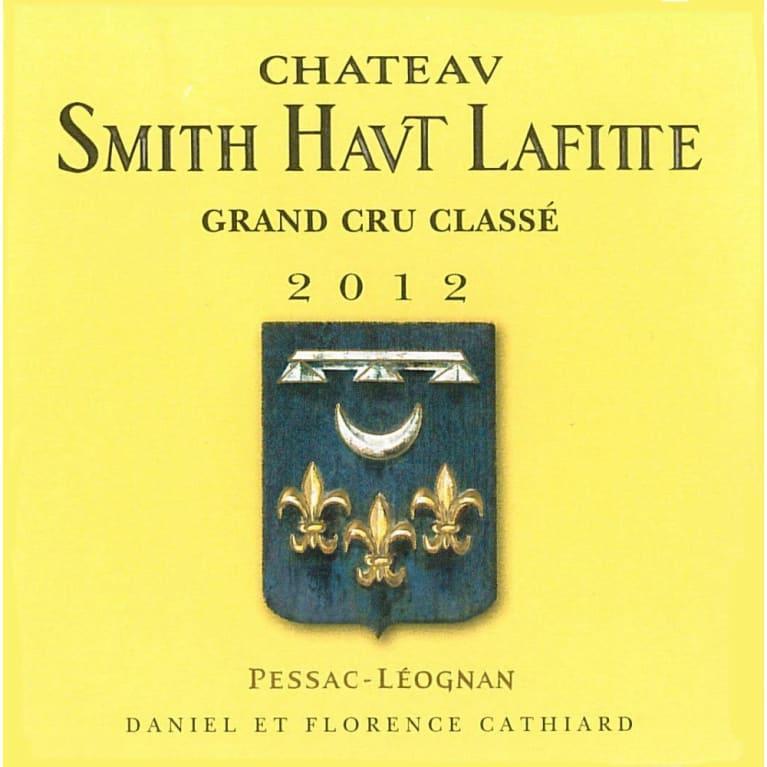 CHATEAV
SMITH HAVT LAFITTE
GRAND CRU CLASSÉ
2012
PESSAC-LÉOGNAN
DANIEL ET FLORENCE CATHIARD